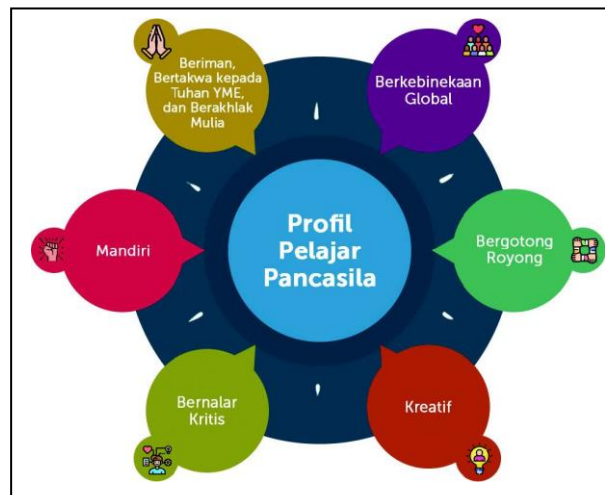 Beriman,
Bertakwa kepada
Tuhan YME,
dan Berakhlak
Mulia
Berkebinekaan
Global
Profil
Pelajar
Pancasila
Mandiri
Bergotong
Royong
Bernalar
Kritis
Kreatif